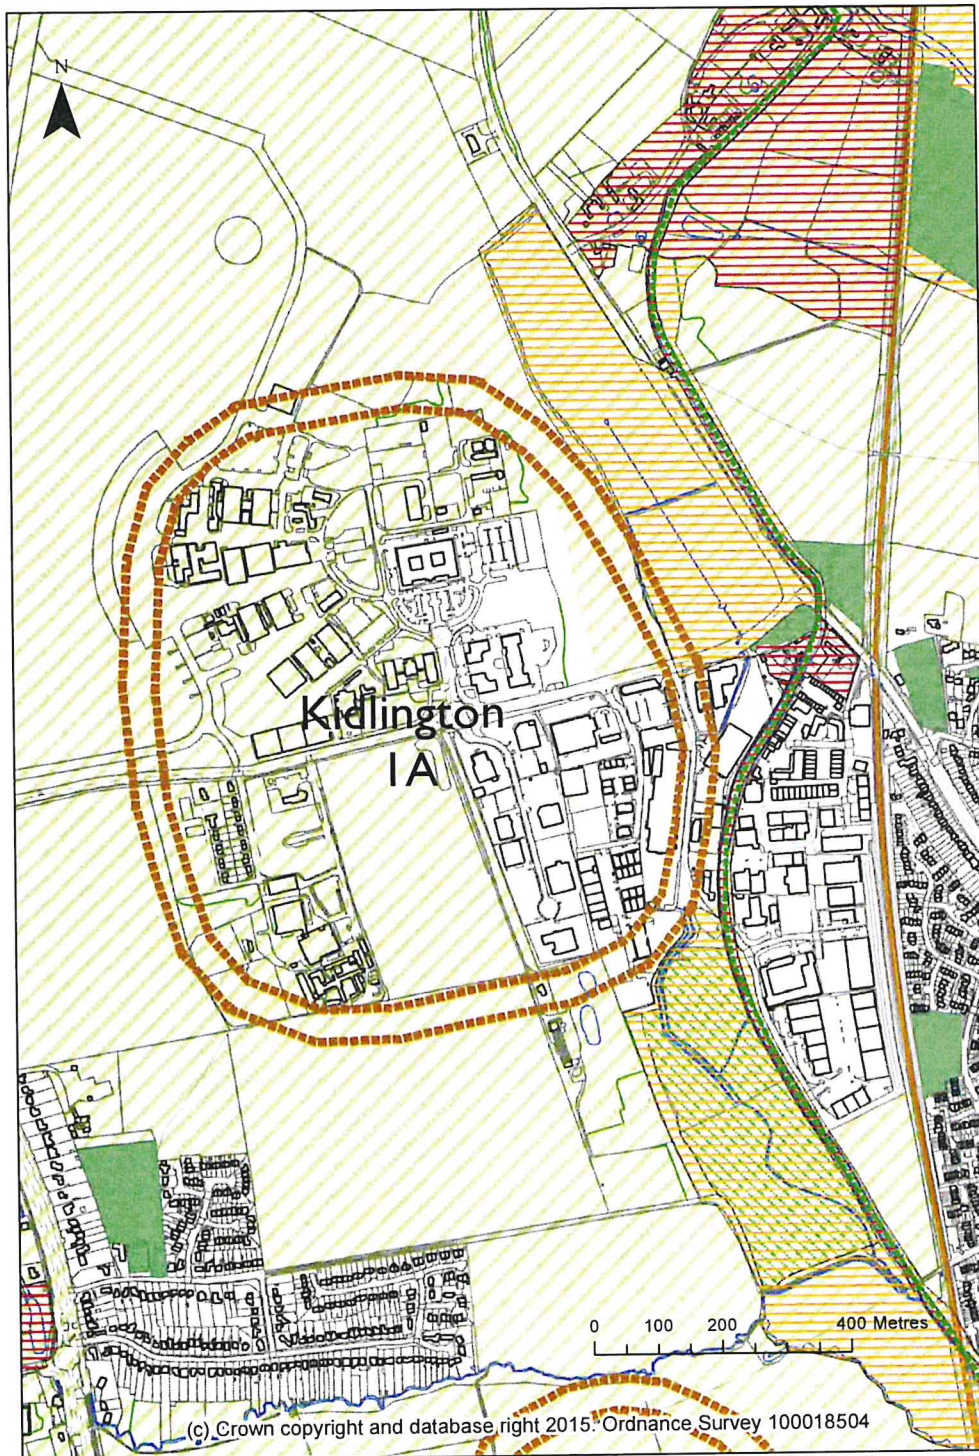 N
Kidlington
1A
0 100 200 400 Metres
(c) Crown copyright and database right 2015. Ordnance Survey 100018504